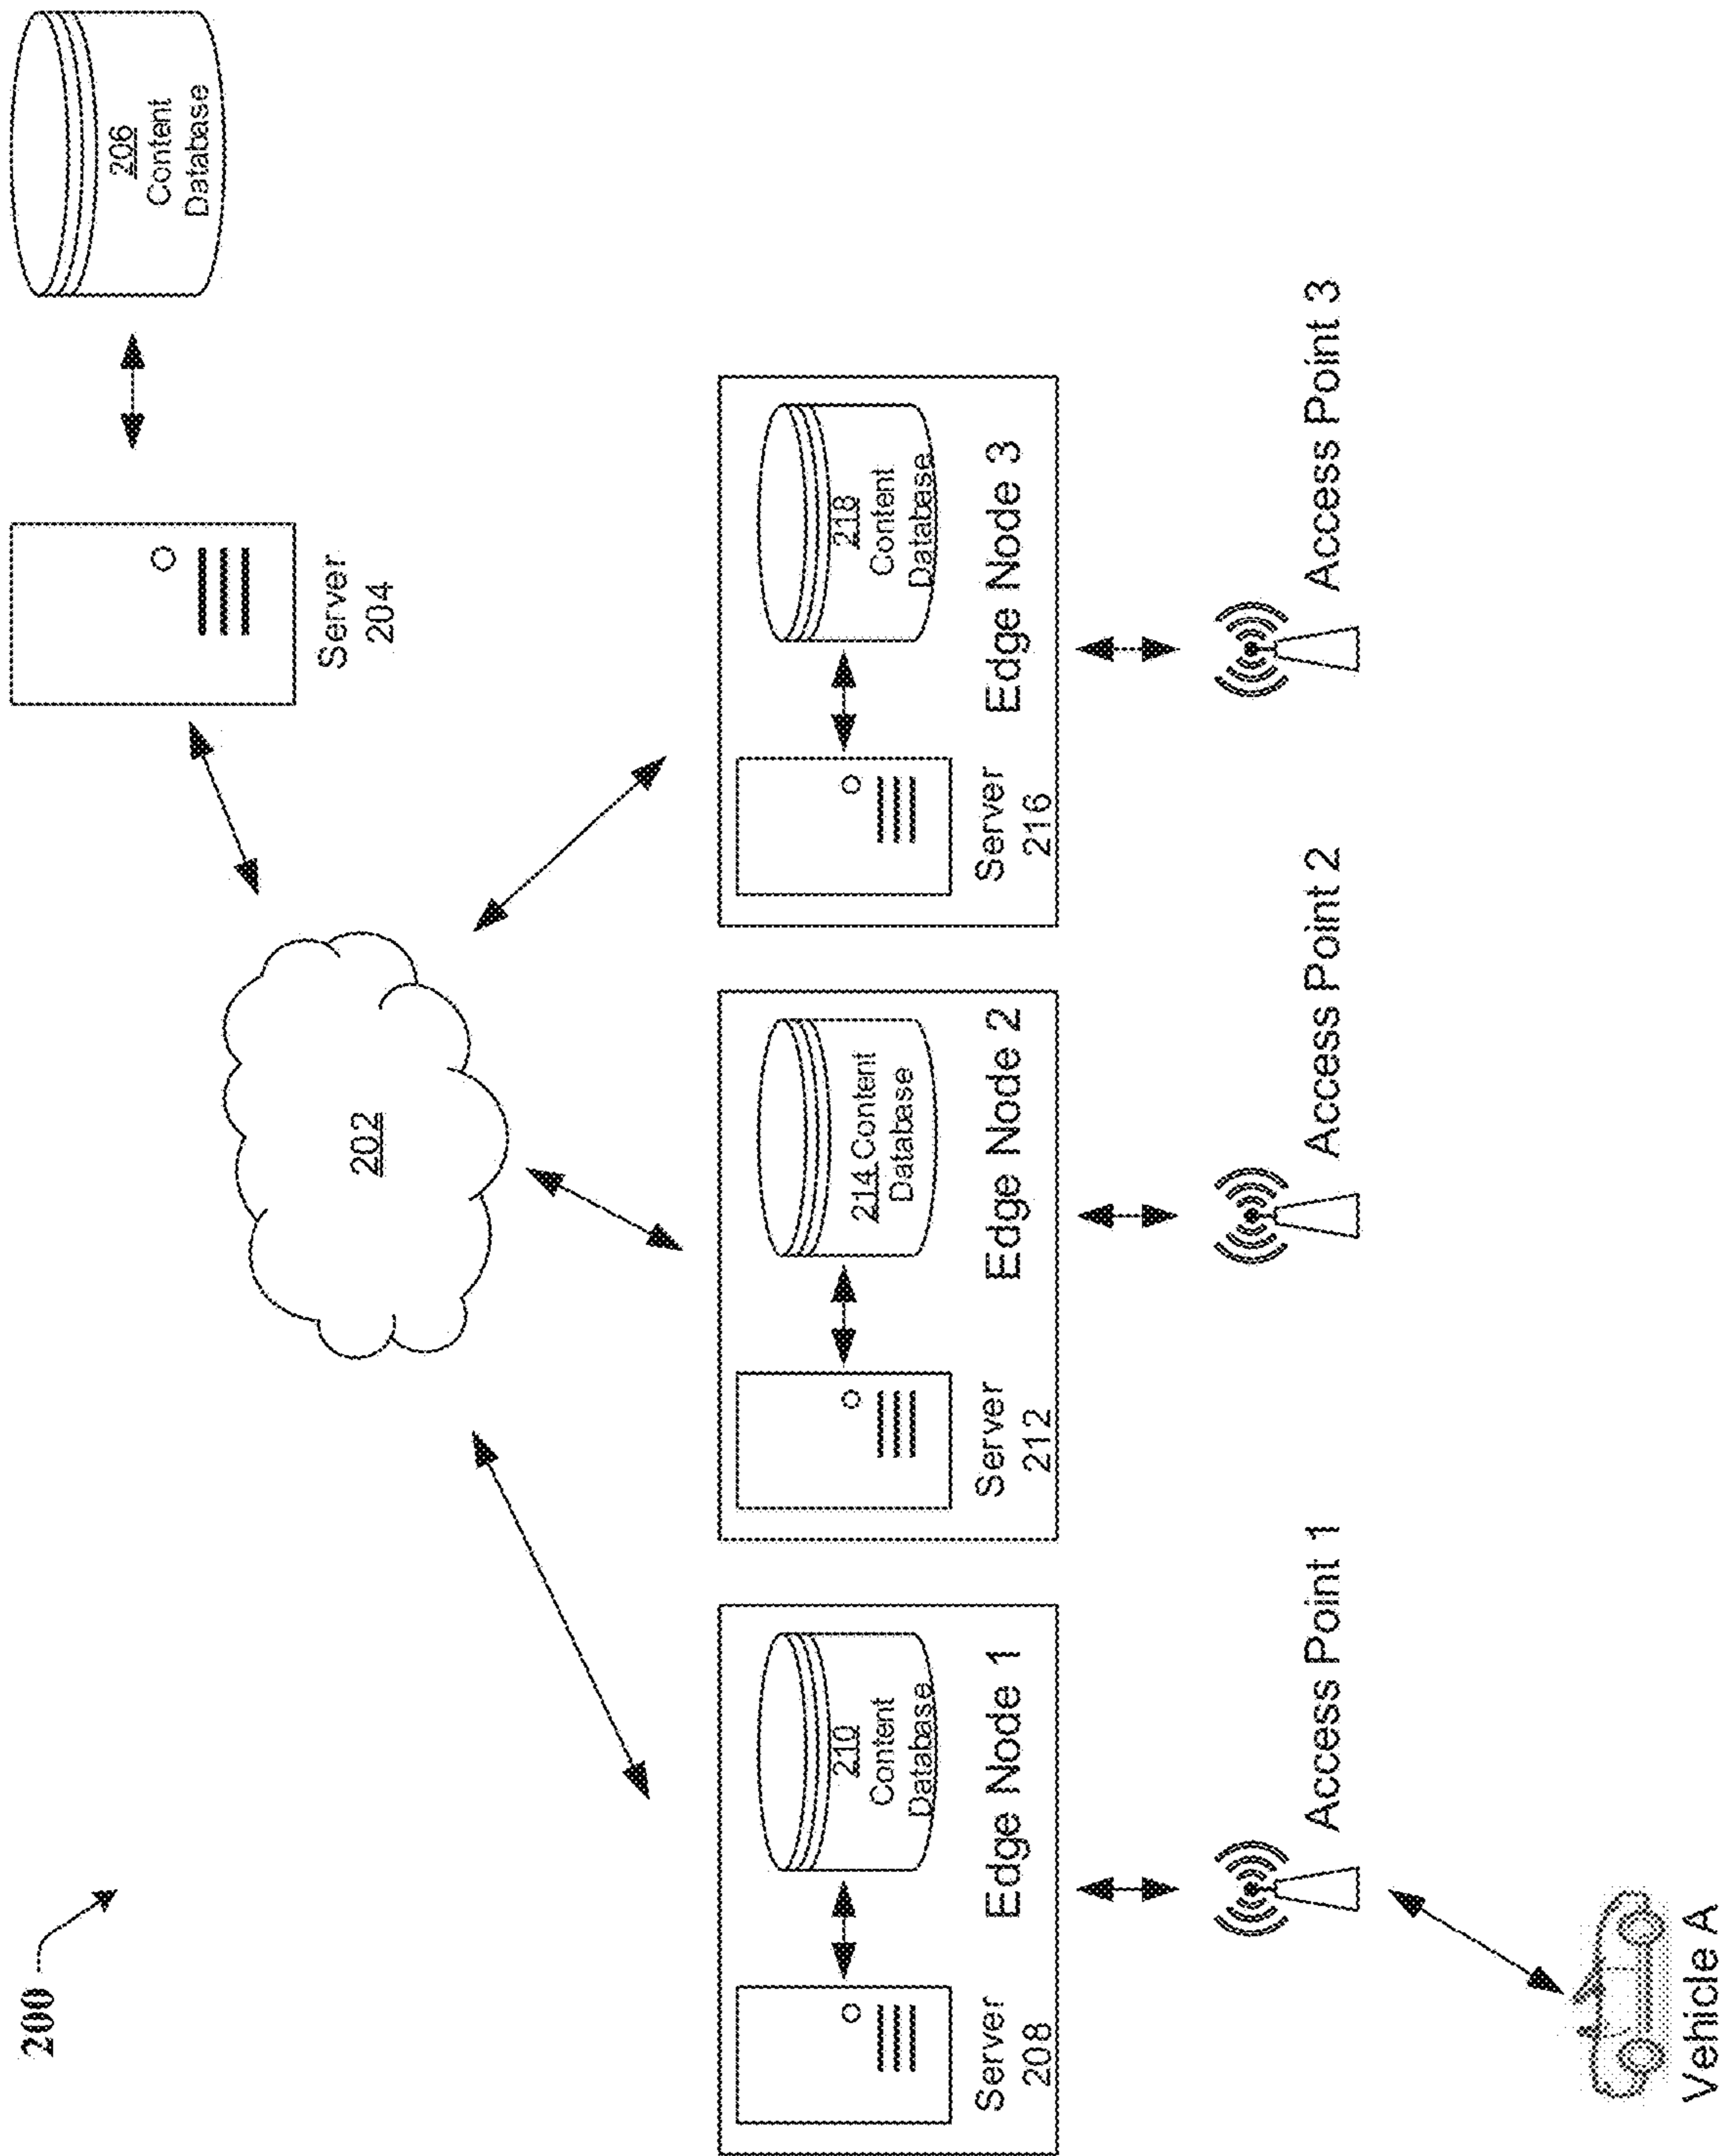 200
206
Content
Database
Server
204
202
210
Content
Database
Server
208
Edge Node 1
214 Content
Database
Server
212
Edge Node 2
218
Content
Database
Server
216
Edge Node 3
Access Point 1
Access Point 2
Access Point 3
Vehicle A